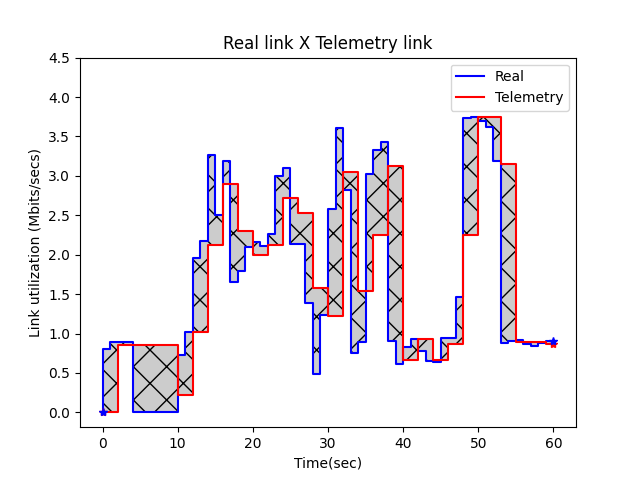 Real link X Telemetry link
Real
Telemetry
Link utilization (Mbits/secs)
4.5
4.0
3.5
3.0
2.5
2.0
1.5
1.0
0.5
0.0
0 10 20 30 40 50 60
Time(sec)